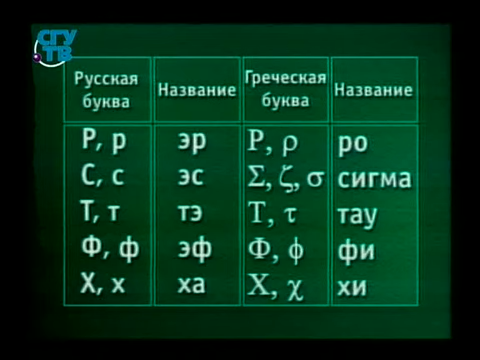 СГУ
ТВ
Русская буква Название Греческая буква Название
Р, р эр Ρ, ρ ро
С, с эс Σ, ζ, σ сигма
Т, т тэ Τ, τ тау
Ф, ф эф Φ, ϕ фи
Х, х ха Χ, χ хи